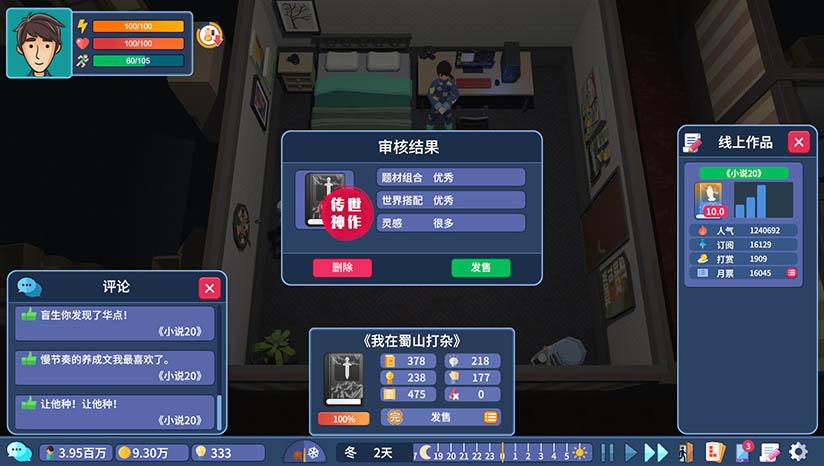 100/100
100/100
60/105
审核结果
传世
神作
题材组合 优秀
世界搭配 优秀
灵感 很多
删除
发售
线上作品
《小说20》
10.0
人气 1240692
订阅 16129
打赏 1909
月票 16045
评论
盲生你发现了华点！
《小说20》
慢节奏的养成文我最喜欢了。
《小说20》
让他种！让他种！
《小说20》
《我在蜀山打杂》
378 218
238 177
475 0
100%
完 发售
3.95百万
9.30万
333
冬 2天
7 19 20 21 22 23 0 1 2 3 4 5
3